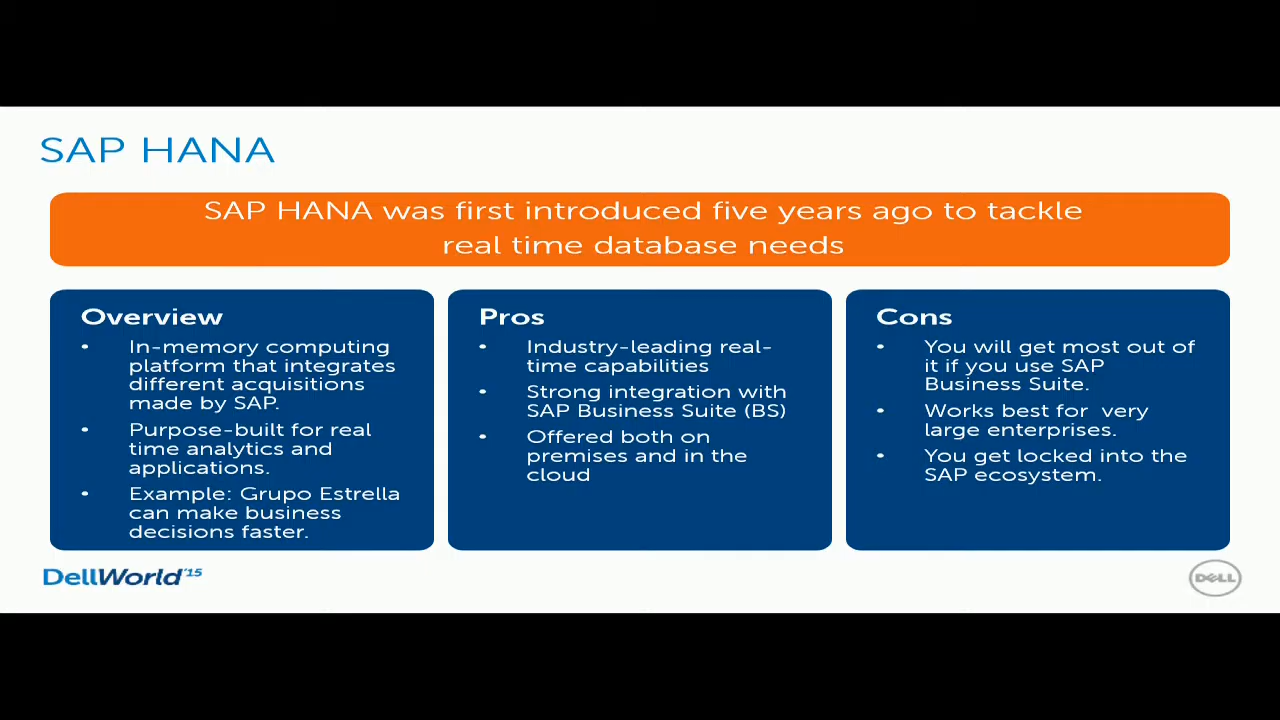 SAP HANA
SAP HANA was first introduced five years ago to tackle
real time database needs
Overview
• In-memory computing
platform that integrates
different acquisitions
made by SAP.
• Purpose-built for real
time analytics and
applications.
• Example: Grupo Estrella
can make business
decisions faster.
Pros
• Industry-leading real-
time capabilities
• Strong integration with
SAP Business Suite (BS)
• Offered both on
premises and in the
cloud
Cons
• You will get most out of
it if you use SAP
Business Suite.
• Works best for  very
large enterprises.
• You get locked into the
SAP ecosystem.
DellWorld'15
DELL